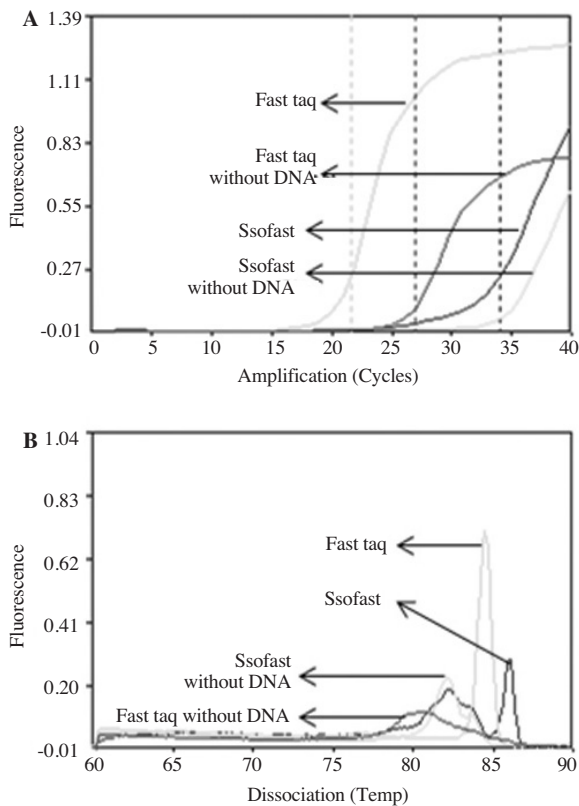 A
1.39
1.11
0.83
0.55
0.27
-0.01
Fluorescence
Fast taq
Fast taq
without DNA
Ssofast
Ssofast
without DNA
0 5 10 15 20 25 30 35 40
Amplification (Cycles)
B
1.04
0.83
0.62
0.41
0.20
-0.01
Fluorescence
Fast taq
Ssofast
Ssofast
without DNA
Fast taq without DNA
60 65 70 75 80 85 90
Dissociation (Temp)